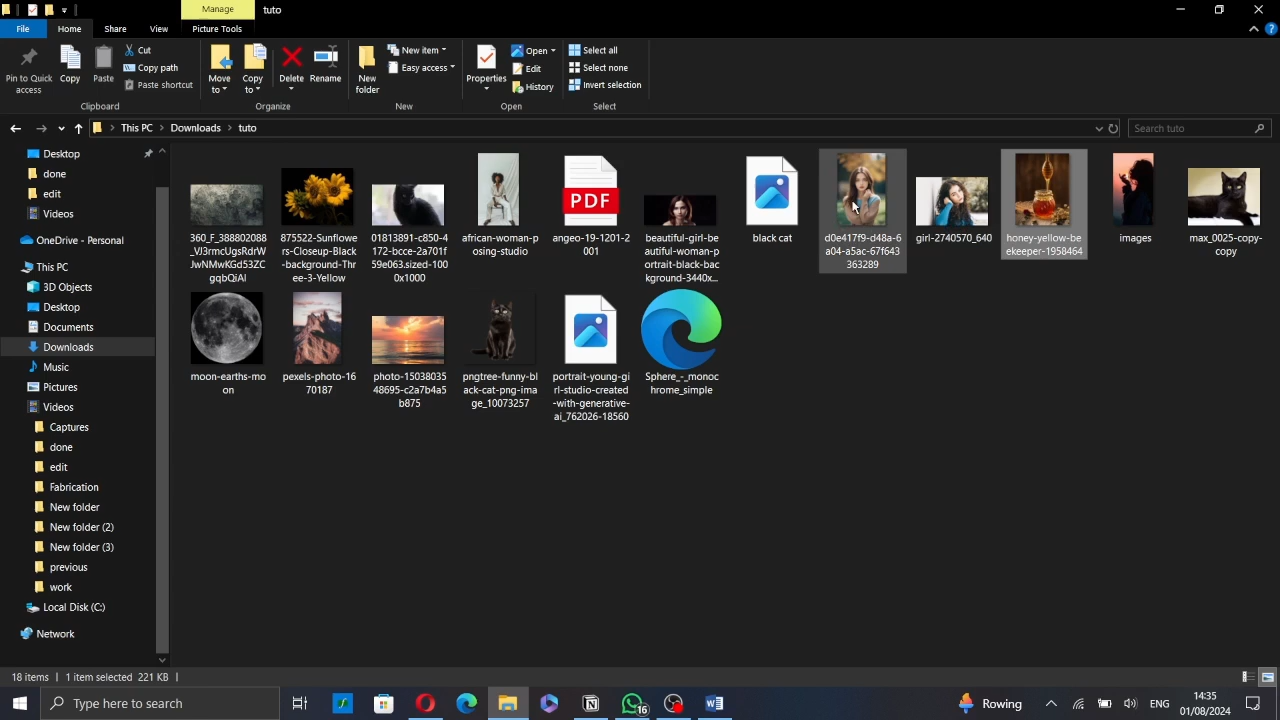 Manage
tuto
File
Home
Share
View
Picture Tools
Pin to Quick
access
Copy
Paste
Cut
Copy path
Paste shortcut
Move
to
Copy
to
Delete
Rename
New
folder
New item
Easy access
Properties
Open
Edit
History
Select all
Select none
Invert selection
Clipboard
Organize
New
Open
Select
This PC
Downloads
tuto
Search tuto
Desktop
done
edit
Videos
OneDrive - Personal
This PC
3D Objects
Desktop
Documents
Downloads
Music
Pictures
Videos
Captures
done
edit
Fabrication
New folder
New folder (2)
New folder (3)
previous
work
Local Disk (C:)
Network
360_F_388802088
_VJ3rmcUgsRdrW
JwNMwKGd53ZC
gqbQiAl
875522-Sunflowe
rs-Closeup-Black
-background-Thr
ee-3-Yellow
01813891-c850-4
172-bcce-2a701f
59e063.sized-100
0x1000
african-woman-p
osing-studio
PDF
angeo-19-1201-2
001
beautiful-girl-be
autiful-woman-p
ortrait-black-bac
kground-3440x...
black cat
d0e417f9-d48a-6
a04-a5ac-67f643
363289
girl-2740570_640
honey-yellow-be
ekeeper-1958464
images
max_0025-copy-
copy
moon-earths-mo
on
pexels-photo-16
70187
photo-15038035
48695-c2a7b4a5
b875
pngtree-funny-bl
ack-cat-png-ima
ge_10073257
portrait-young-gi
rl-studio-created
-with-generative-
ai_762026-18560
Sphere_-_monoc
hrome_simple
18 items
1 item selected 221 KB
Type here to search
16
Rowing
ENG
14:35
01/08/2024